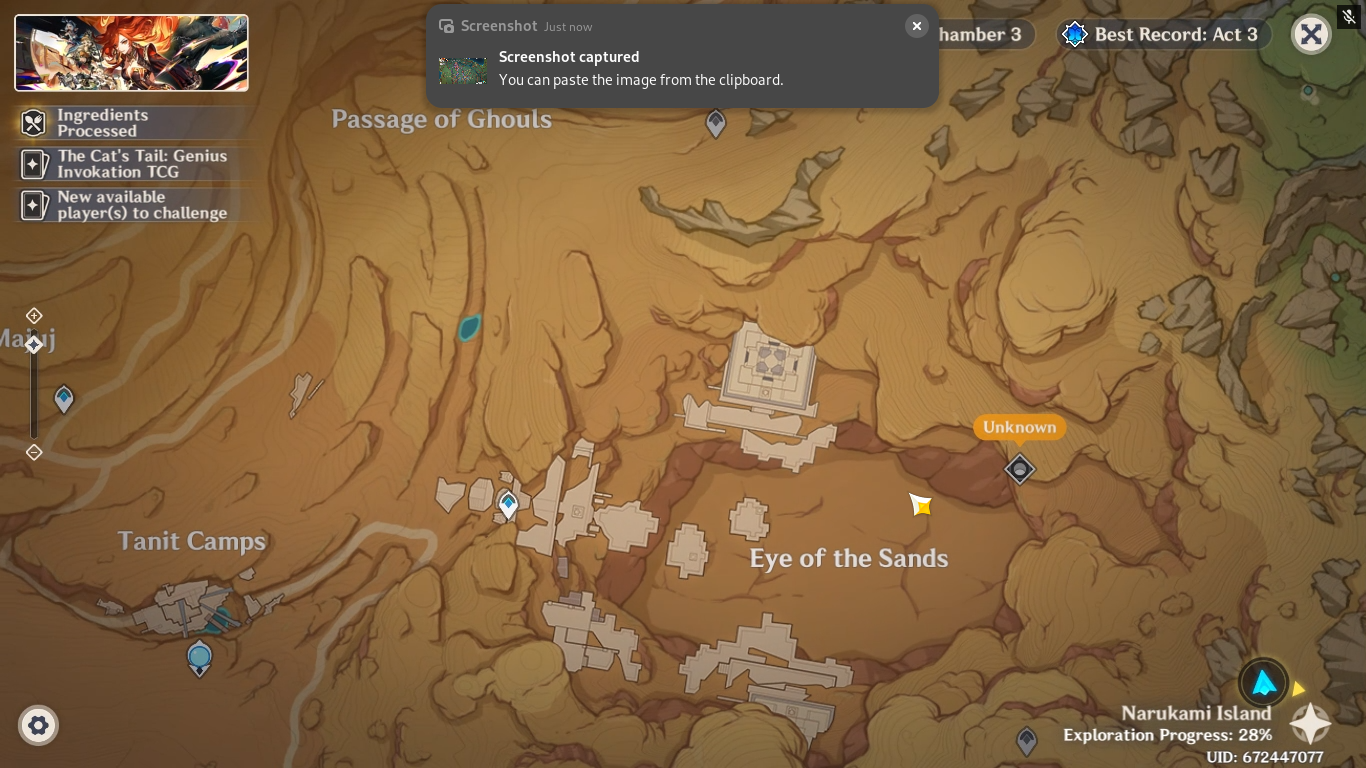 Screenshot Just now
Screenshot captured
You can paste the image from the clipboard.
hamber 3
Best Record: Act 3
Ingredients
Processed
The Cat's Tail: Genius
Invokation TCG
New available
player(s) to challenge
Passage of Ghouls
Majuj
Unknown
Tanit Camps
Eye of the Sands
Narukami Island
Exploration Progress: 28%
UID: 672447077